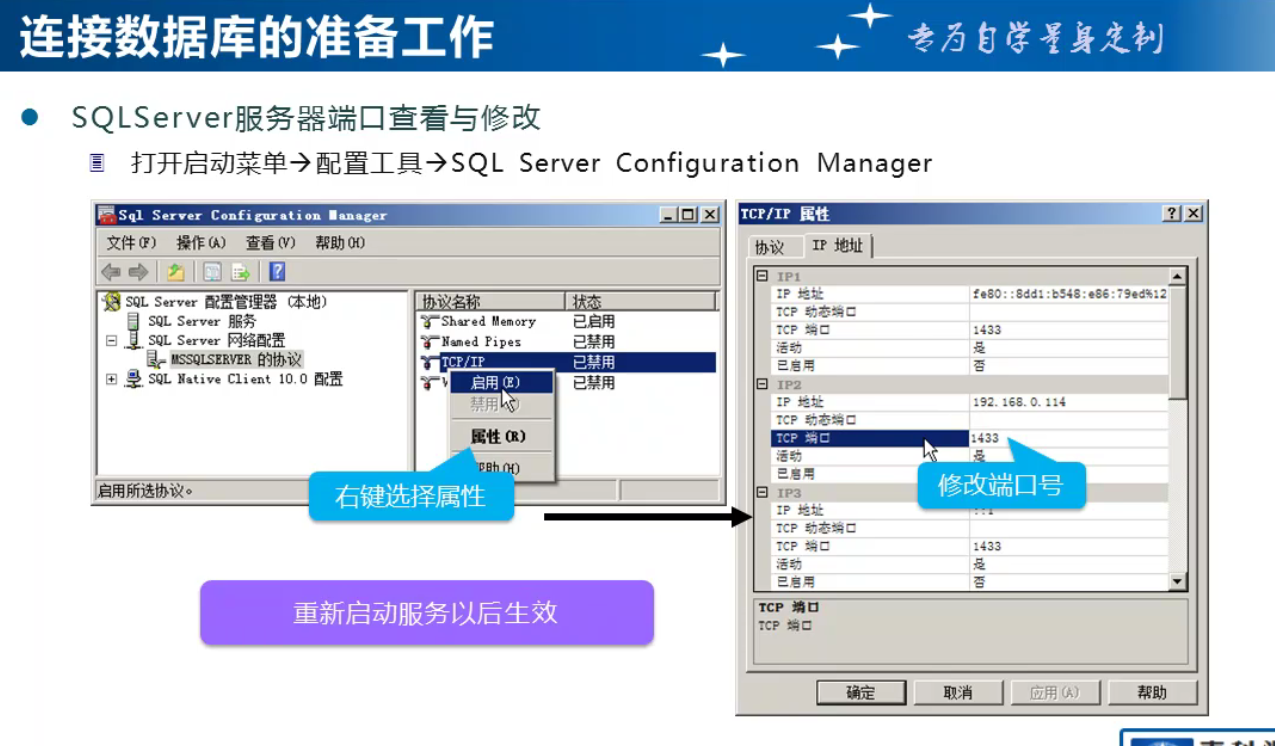 连接数据库的准备工作
专为自学量身定制
SQLServer服务器端口查看与修改
打开启动菜单→配置工具→SQL Server Configuration Manager
Sql Server Configuration Manager
文件(F) 操作(A) 查看(V) 帮助(H)
SQL Server 配置管理器 (本地)
SQL Server 服务
SQL Server 网络配置
MSSQLSERVER 的协议
SQL Native Client 10.0 配置
协议名称 状态
Shared Memory 已启用
Named Pipes 已禁用
TCP/IP 已禁用
已禁用
启用(E)
禁用
属性(R)
帮助(H)
启用所选协议。
右键选择属性
重新启动服务以后生效
TCP/IP 属性
协议 IP 地址
IP1
IP 地址 fe80::8dd1:b548:e86:79ed%12
TCP 动态端口
TCP 端口 1433
活动 是
已启用 否
IP2
IP 地址 192.168.0.114
TCP 动态端口
TCP 端口 1433
活动 是
已启用
修改端口号
IP3
IP 地址 ::1
TCP 动态端口
TCP 端口 1433
活动 是
已启用 否
TCP 端口
TCP 端口
确定 取消 应用(A) 帮助